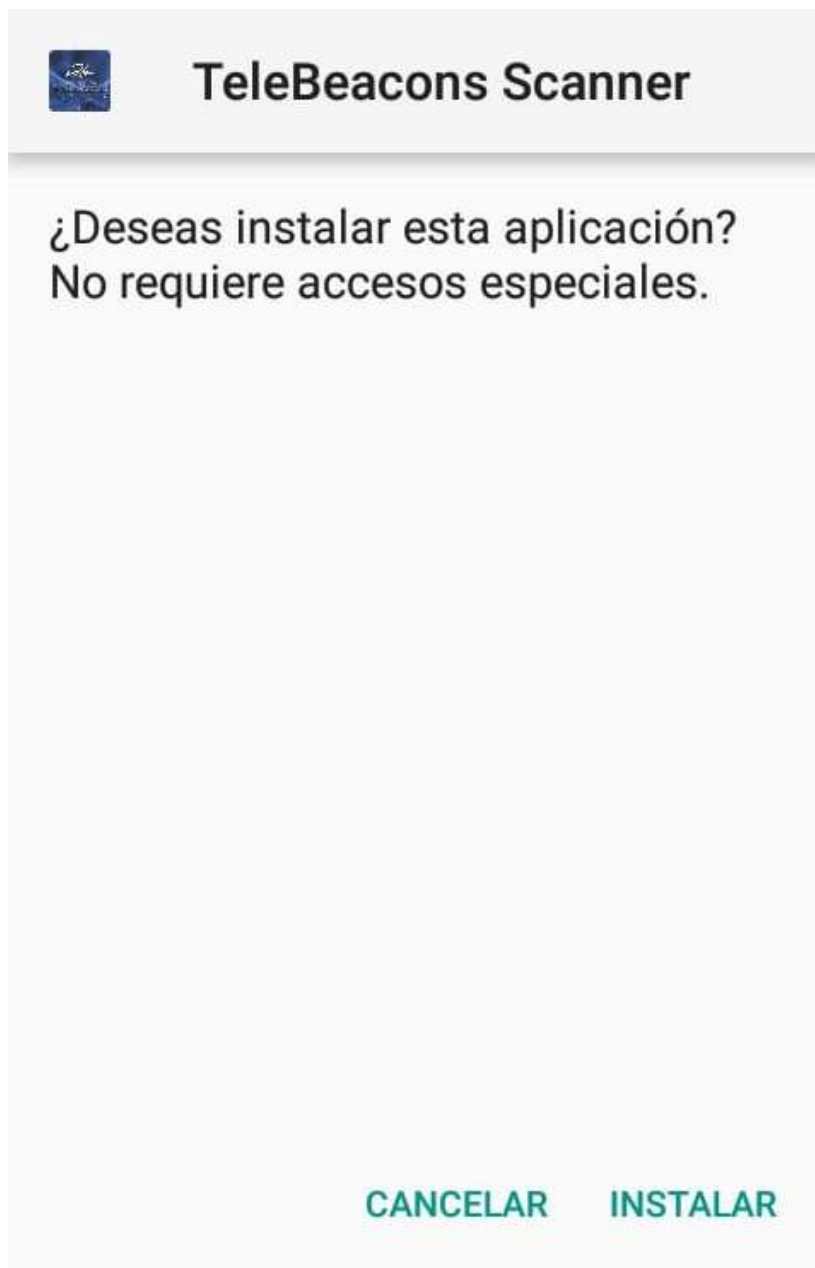 TeleBeacons Scanner
¿Deseas instalar esta aplicación?
No requiere accesos especiales.
CANCELAR INSTALAR